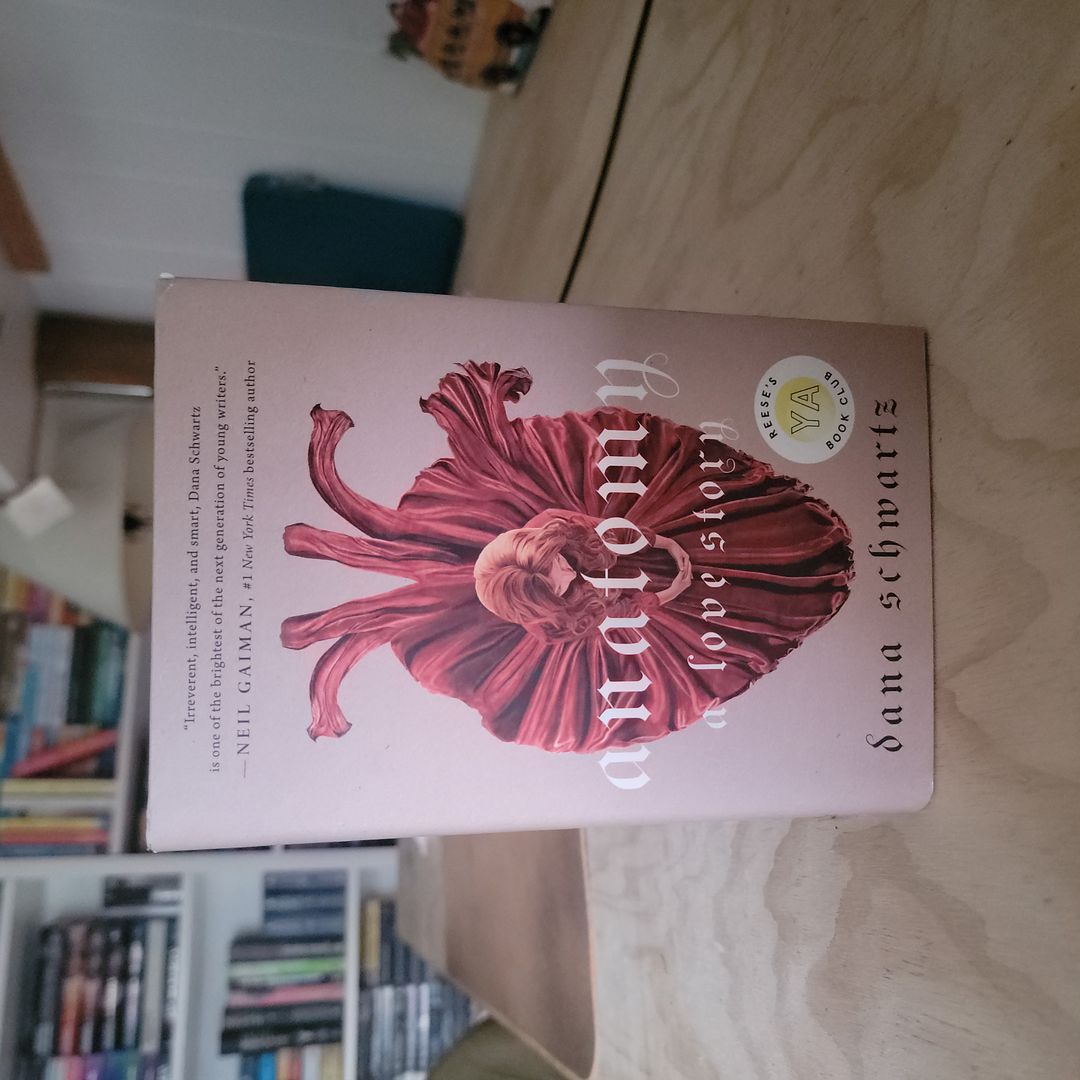 “Irreverent, intelligent, and smart, Dana Schwartz
is one of the brightest of the next generation of young writers.”
—NEIL GAIMAN, #1 New York Times bestselling author
anatomy
a love story
REESE'S
YA
BOOK CLUB
dana schwartz